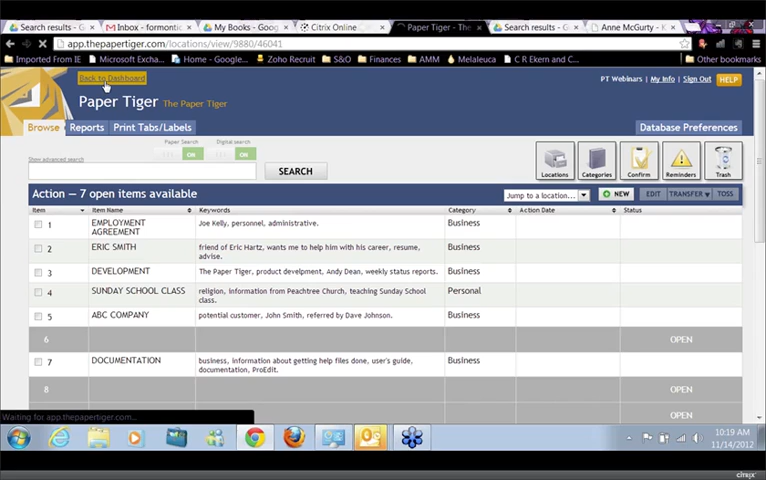 Search results - g...
Inbox - formontic
My Books - Goog
Citrix Online Co
Paper Tiger - The
Search results - g
Anne McGurty - K
app.thepapertiger.com/locations/view/9880/46041
Imported From IE
Microsoft Excha...
Home - Google...
Zoho Recruit
S&O
Finances
AMM
Melaleuca
C R Ekern and C...
Other bookmarks
Back to Dashboard
PT Webinars | My Info | Sign Out
HELP
Paper Tiger The Paper Tiger
Browse
Reports
Print Tabs/Labels
Database Preferences
Paper Search
Digital search
ON
ON
Show advanced search
SEARCH
Locations
Categories
Confirm
Reminders
Trash
Action — 7 open items available
Jump to a location...
NEW
EDIT
TRANSFER
TOSS
Item Item Name Keywords Category Action Date Status
1 EMPLOYMENT AGREEMENT Joe Kelly, personnel, administrative. Business
2 ERIC SMITH friend of Eric Hartz, wants me to help him with his career, resume, advise. Business
3 DEVELOPMENT The Paper Tiger, product develpment, Andy Dean, weekly status reports. Business
4 SUNDAY SCHOOL CLASS religion, information from Peachtree Church, teaching Sunday School class. Personal
5 ABC COMPANY potential customer, John Smith, referred by Dave Johnson. Business
6 OPEN
7 DOCUMENTATION business, information about getting help files done, user's guide, documentation, ProEdit. Business
8 OPEN
OPEN
Waiting for app.thepapertiger.com...
10:19 AM
11/14/2012
citrix